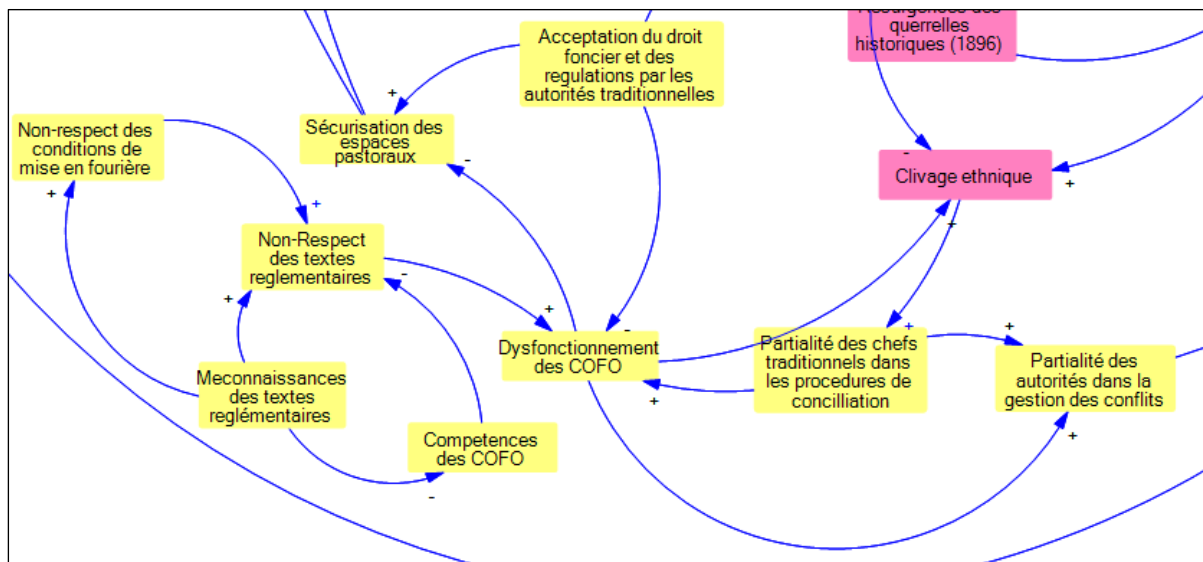 Acceptation du droit
foncier et des
regulations par les
autorités traditionnelles
querrelles
historiques (1896)
Non-respect des
conditions de
mise en fourière
Sécurisation des
espaces
pastoraux
Clivage ethnique
Non-Respect
des textes
reglementaires
Dysfonctionnement
des COFO
Partialité des chefs
traditionnels dans
les procedures de
concilliation
Partialité des
autorités dans la
gestion des conflits
Meconnaissances
des textes
reglémentaires
Competences
des COFO
+
-
+
+
-
+
-
+
+
-
+
-
+
+
+
+
+
-